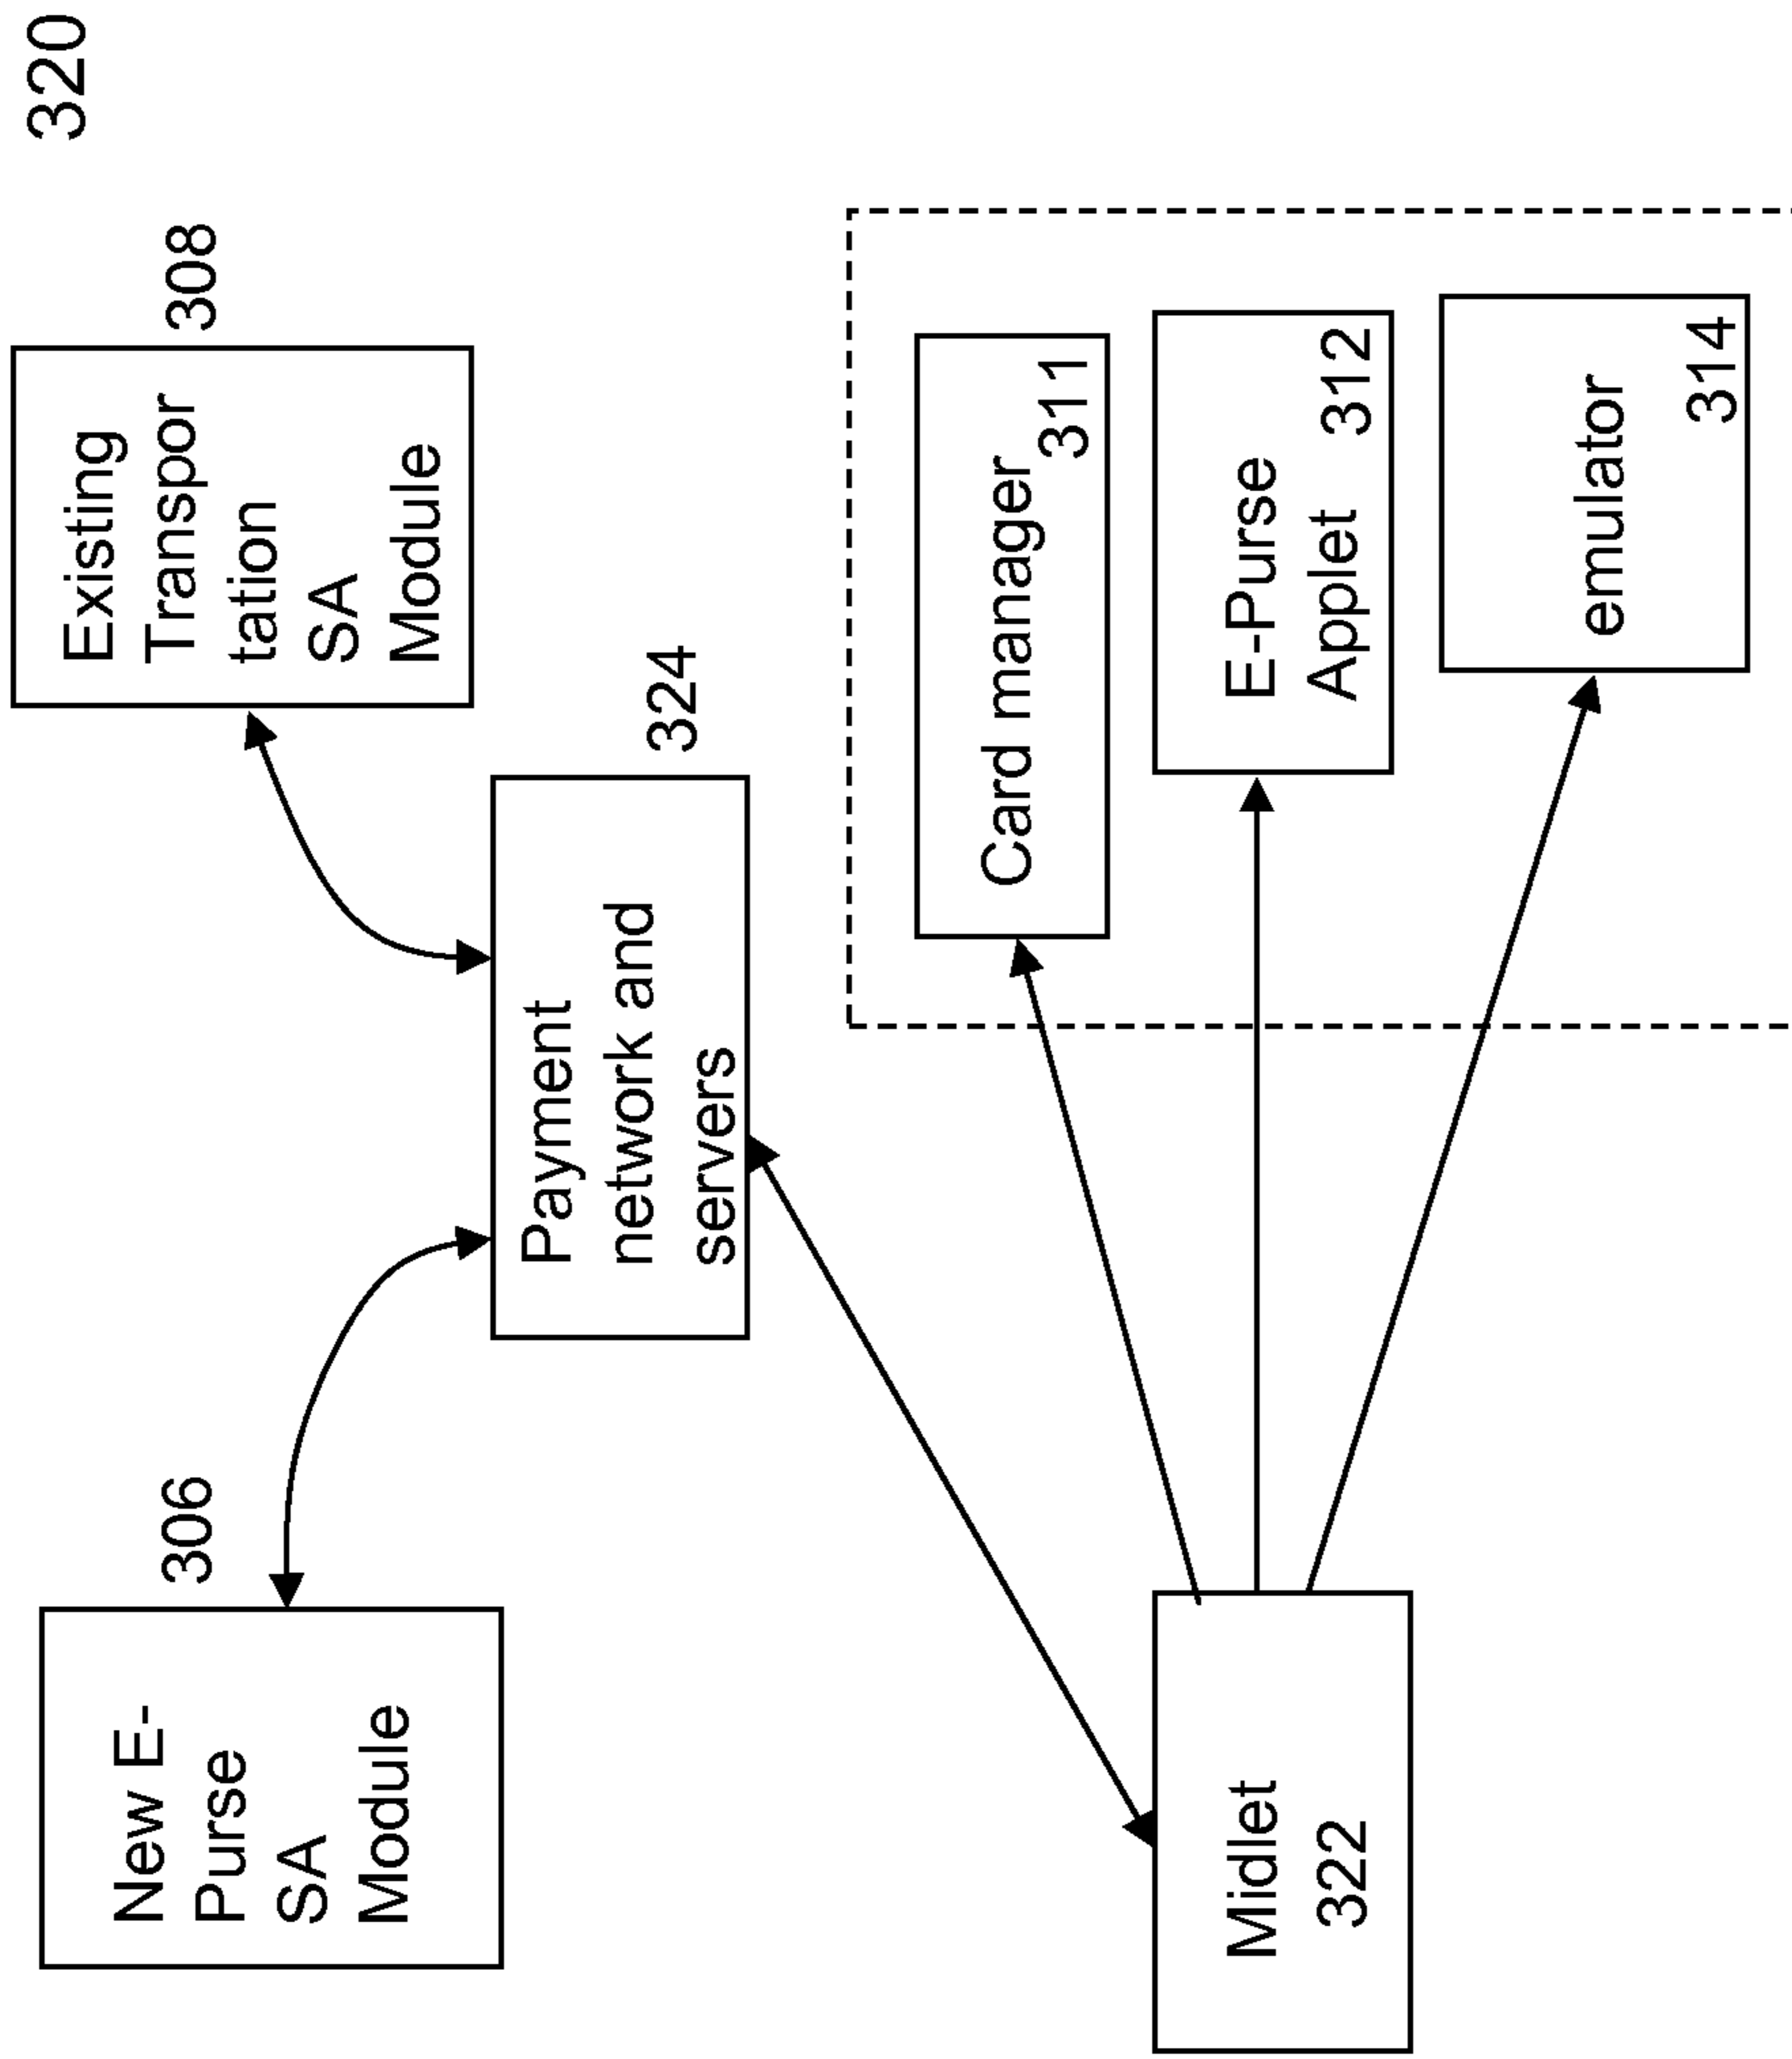 320
New E-
Purse
SA
Module
306
Existing
Transpor
tation
SA
Module
308
Payment
network and
servers
324
Card manager
311
E-Purse
Applet 312
emulator
314
Midlet
322